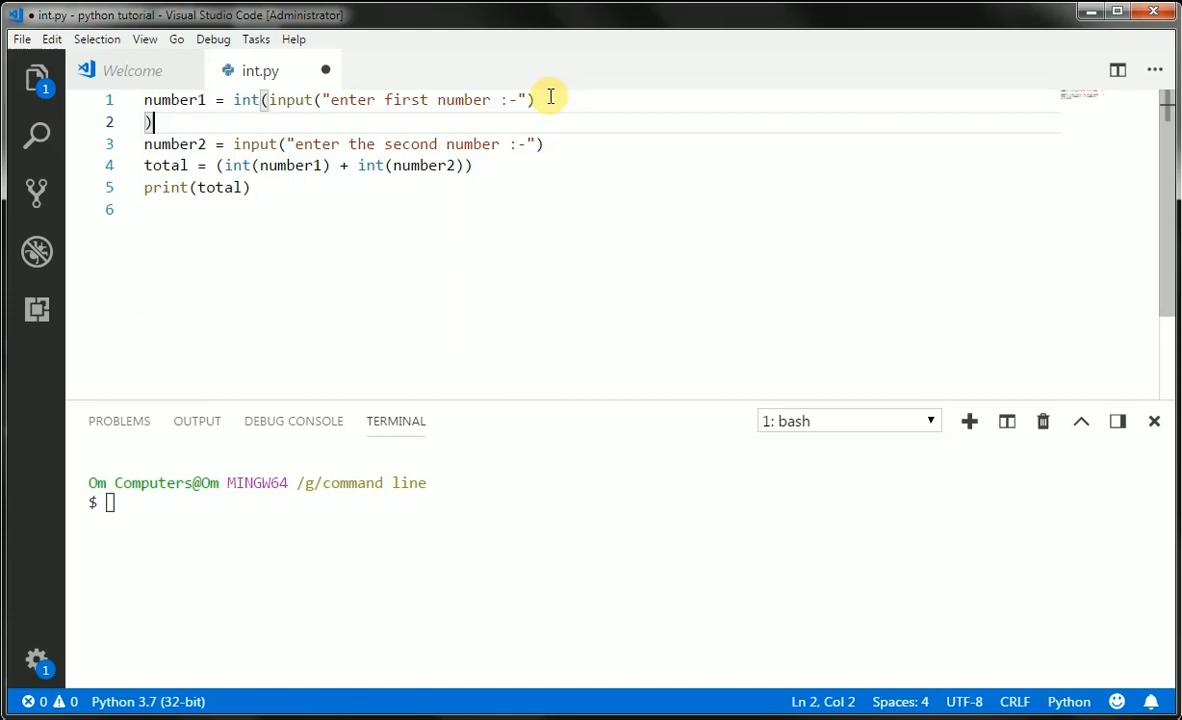 int.py - python tutorial - Visual Studio Code [Administrator]
File Edit Selection View Go Debug Tasks Help
1 Welcome int.py
1 number1 = int(input("enter first number :-")
2 )
3 number2 = input("enter the second number :-")
4 total = (int(number1) + int(number2))
5 print(total)
6
PROBLEMS OUTPUT DEBUG CONSOLE TERMINAL 1: bash
Om Computers@Om MINGW64 /g/command line
$
1
0 0 Python 3.7 (32-bit) Ln 2, Col 2 Spaces: 4 UTF-8 CRLF Python